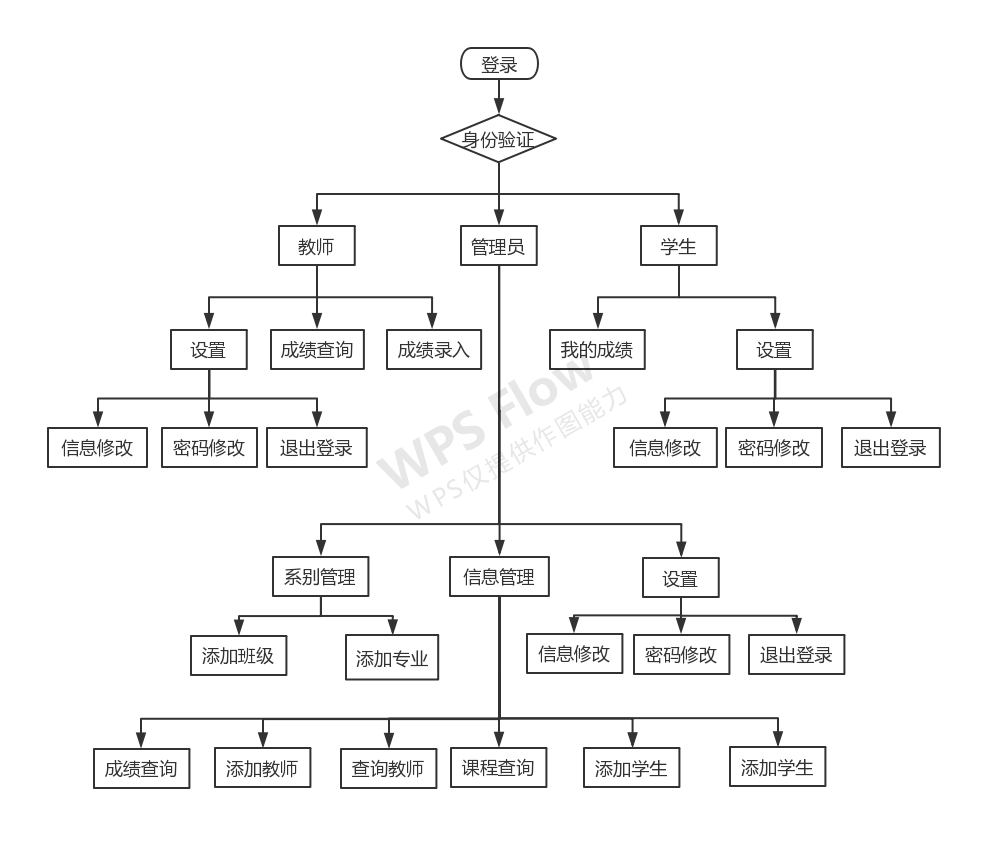 登录
身份验证
教师
管理员
学生
设置
成绩查询
成绩录入
我的成绩
设置
信息修改
密码修改
退出登录
信息修改
密码修改
退出登录
WPS Flow
WPS仅提供作图能力
系别管理
信息管理
设置
添加班级
添加专业
信息修改
密码修改
退出登录
成绩查询
添加教师
查询教师
课程查询
添加学生
添加学生